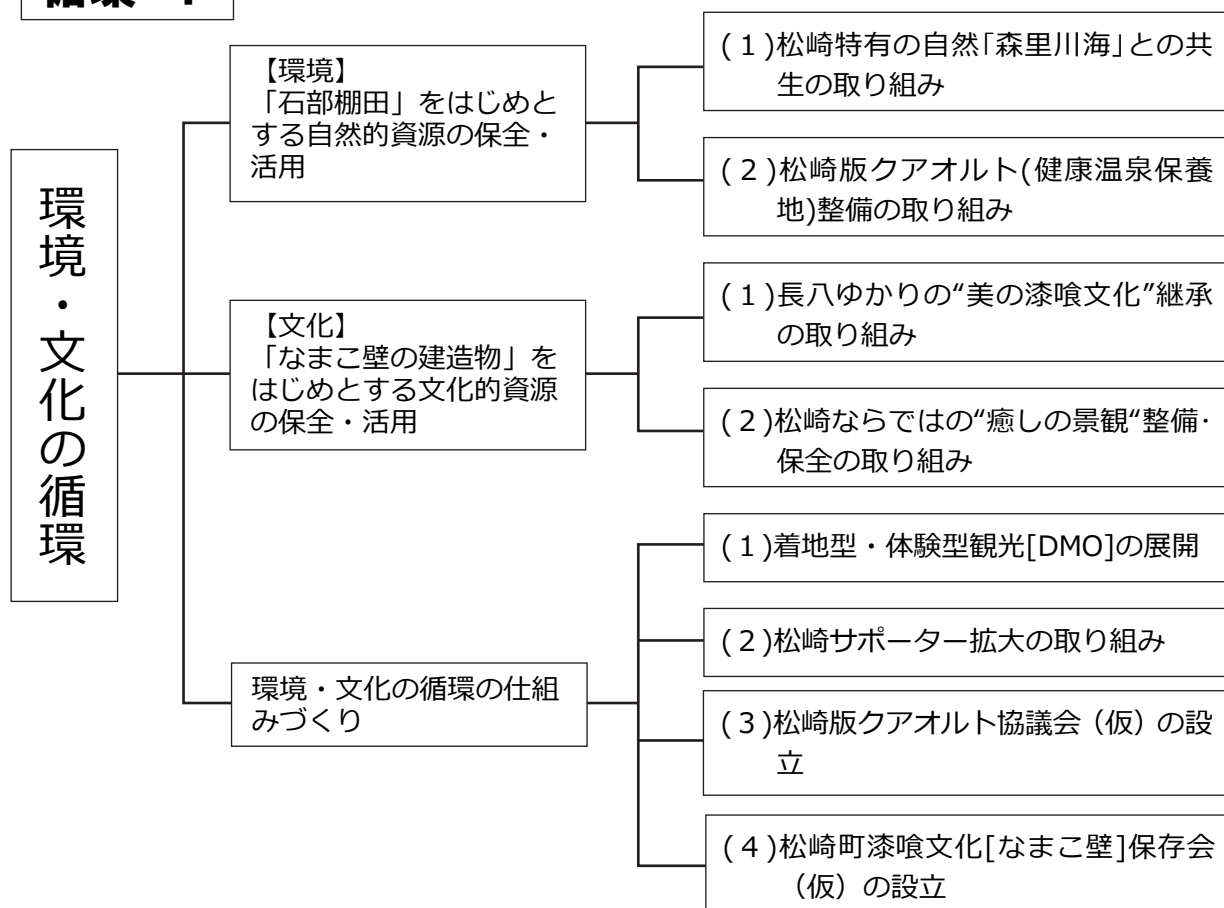 環境・文化の循環
【環境】
「石部棚田」をはじめと
する自然的資源の保全・
活用
(１)松崎特有の自然「森里川海」との共
生の取り組み
(２)松崎版クアオルト(健康温泉保養
地)整備の取り組み
【文化】
「なまこ壁の建造物」を
はじめとする文化的資源
の保全・活用
(１)長八ゆかりの“美の漆喰文化”継承
の取り組み
(２)松崎ならではの“癒しの景観“整備・
保全の取り組み
環境・文化の循環の仕組
みづくり
(１)着地型・体験型観光[DMO]の展開
(２)松崎サポーター拡大の取り組み
(３)松崎版クアオルト協議会（仮）の設
立
(４)松崎町漆喰文化[なまこ壁]保存会
（仮）の設立